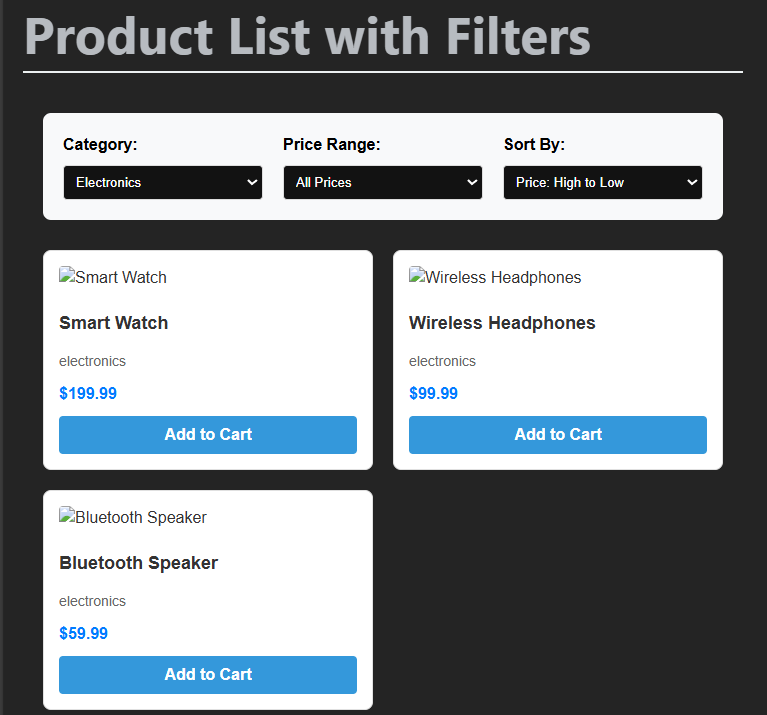 Product List with Filters
Category: Price Range: Sort By:
Electronics All Prices Price: High to Low
Smart Watch
Smart Watch
electronics
$199.99
Add to Cart
Wireless Headphones
Wireless Headphones
electronics
$99.99
Add to Cart
Bluetooth Speaker
Bluetooth Speaker
electronics
$59.99
Add to Cart